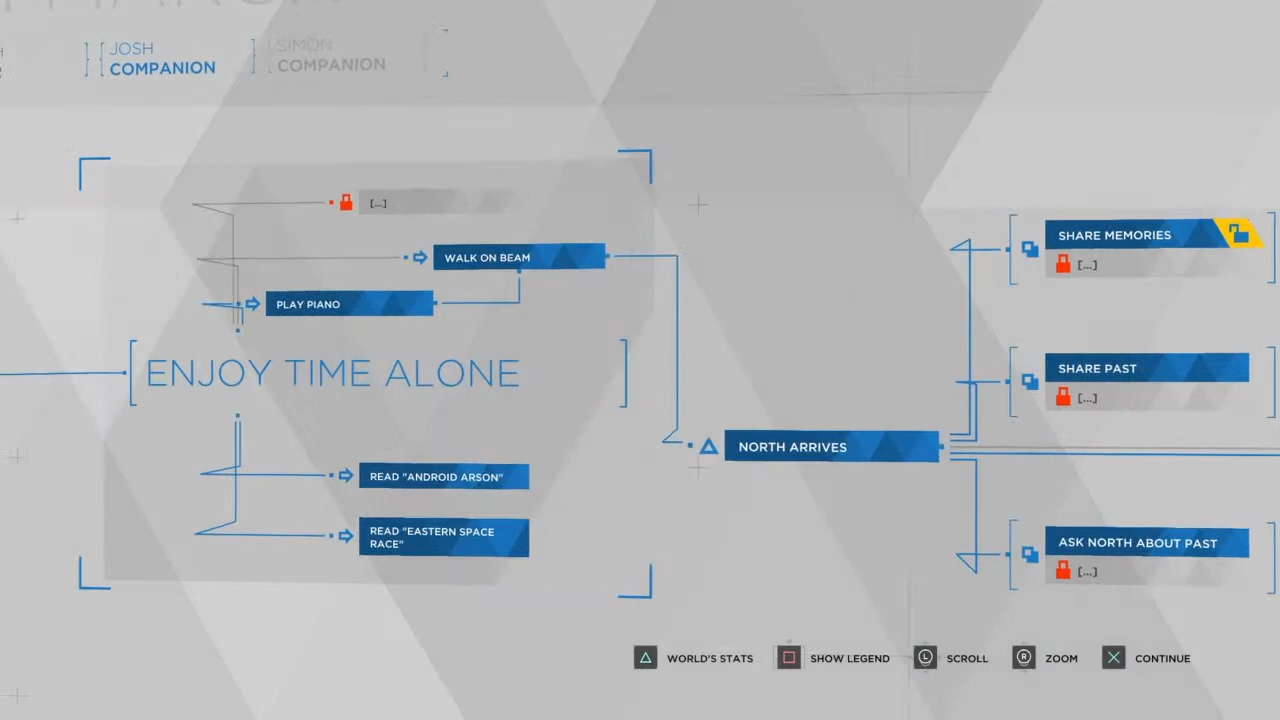 JOSH
COMPANION
SIMON
COMPANION
[...]
WALK ON BEAM
PLAY PIANO
ENJOY TIME ALONE
READ "ANDROID ARSON"
READ "EASTERN SPACE
RACE"
NORTH ARRIVES
SHARE MEMORIES
[...]
SHARE PAST
[...]
ASK NORTH ABOUT PAST
[...]
WORLD'S STATS
SHOW LEGEND
L
SCROLL
R
ZOOM
CONTINUE